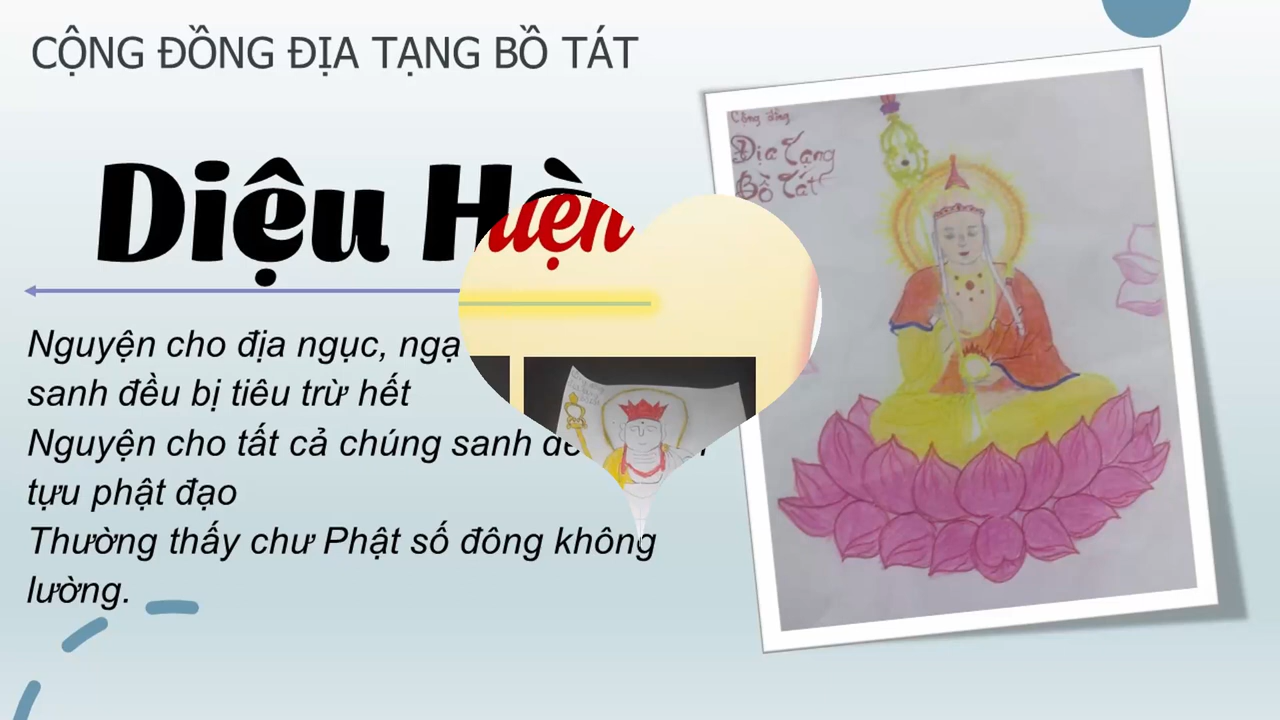 CỘNG ĐỒNG ĐỊA TẠNG BỒ TÁT
Cộng đồng
Địa Tạng
Bồ Tát
Diệu
Nguyện cho địa ngục, ngạ
sanh đều bị tiêu trừ hết
Nguyện cho tất cả chúng sanh
tựu phật đạo
Thường thấy chư Phật số đông không
lường.